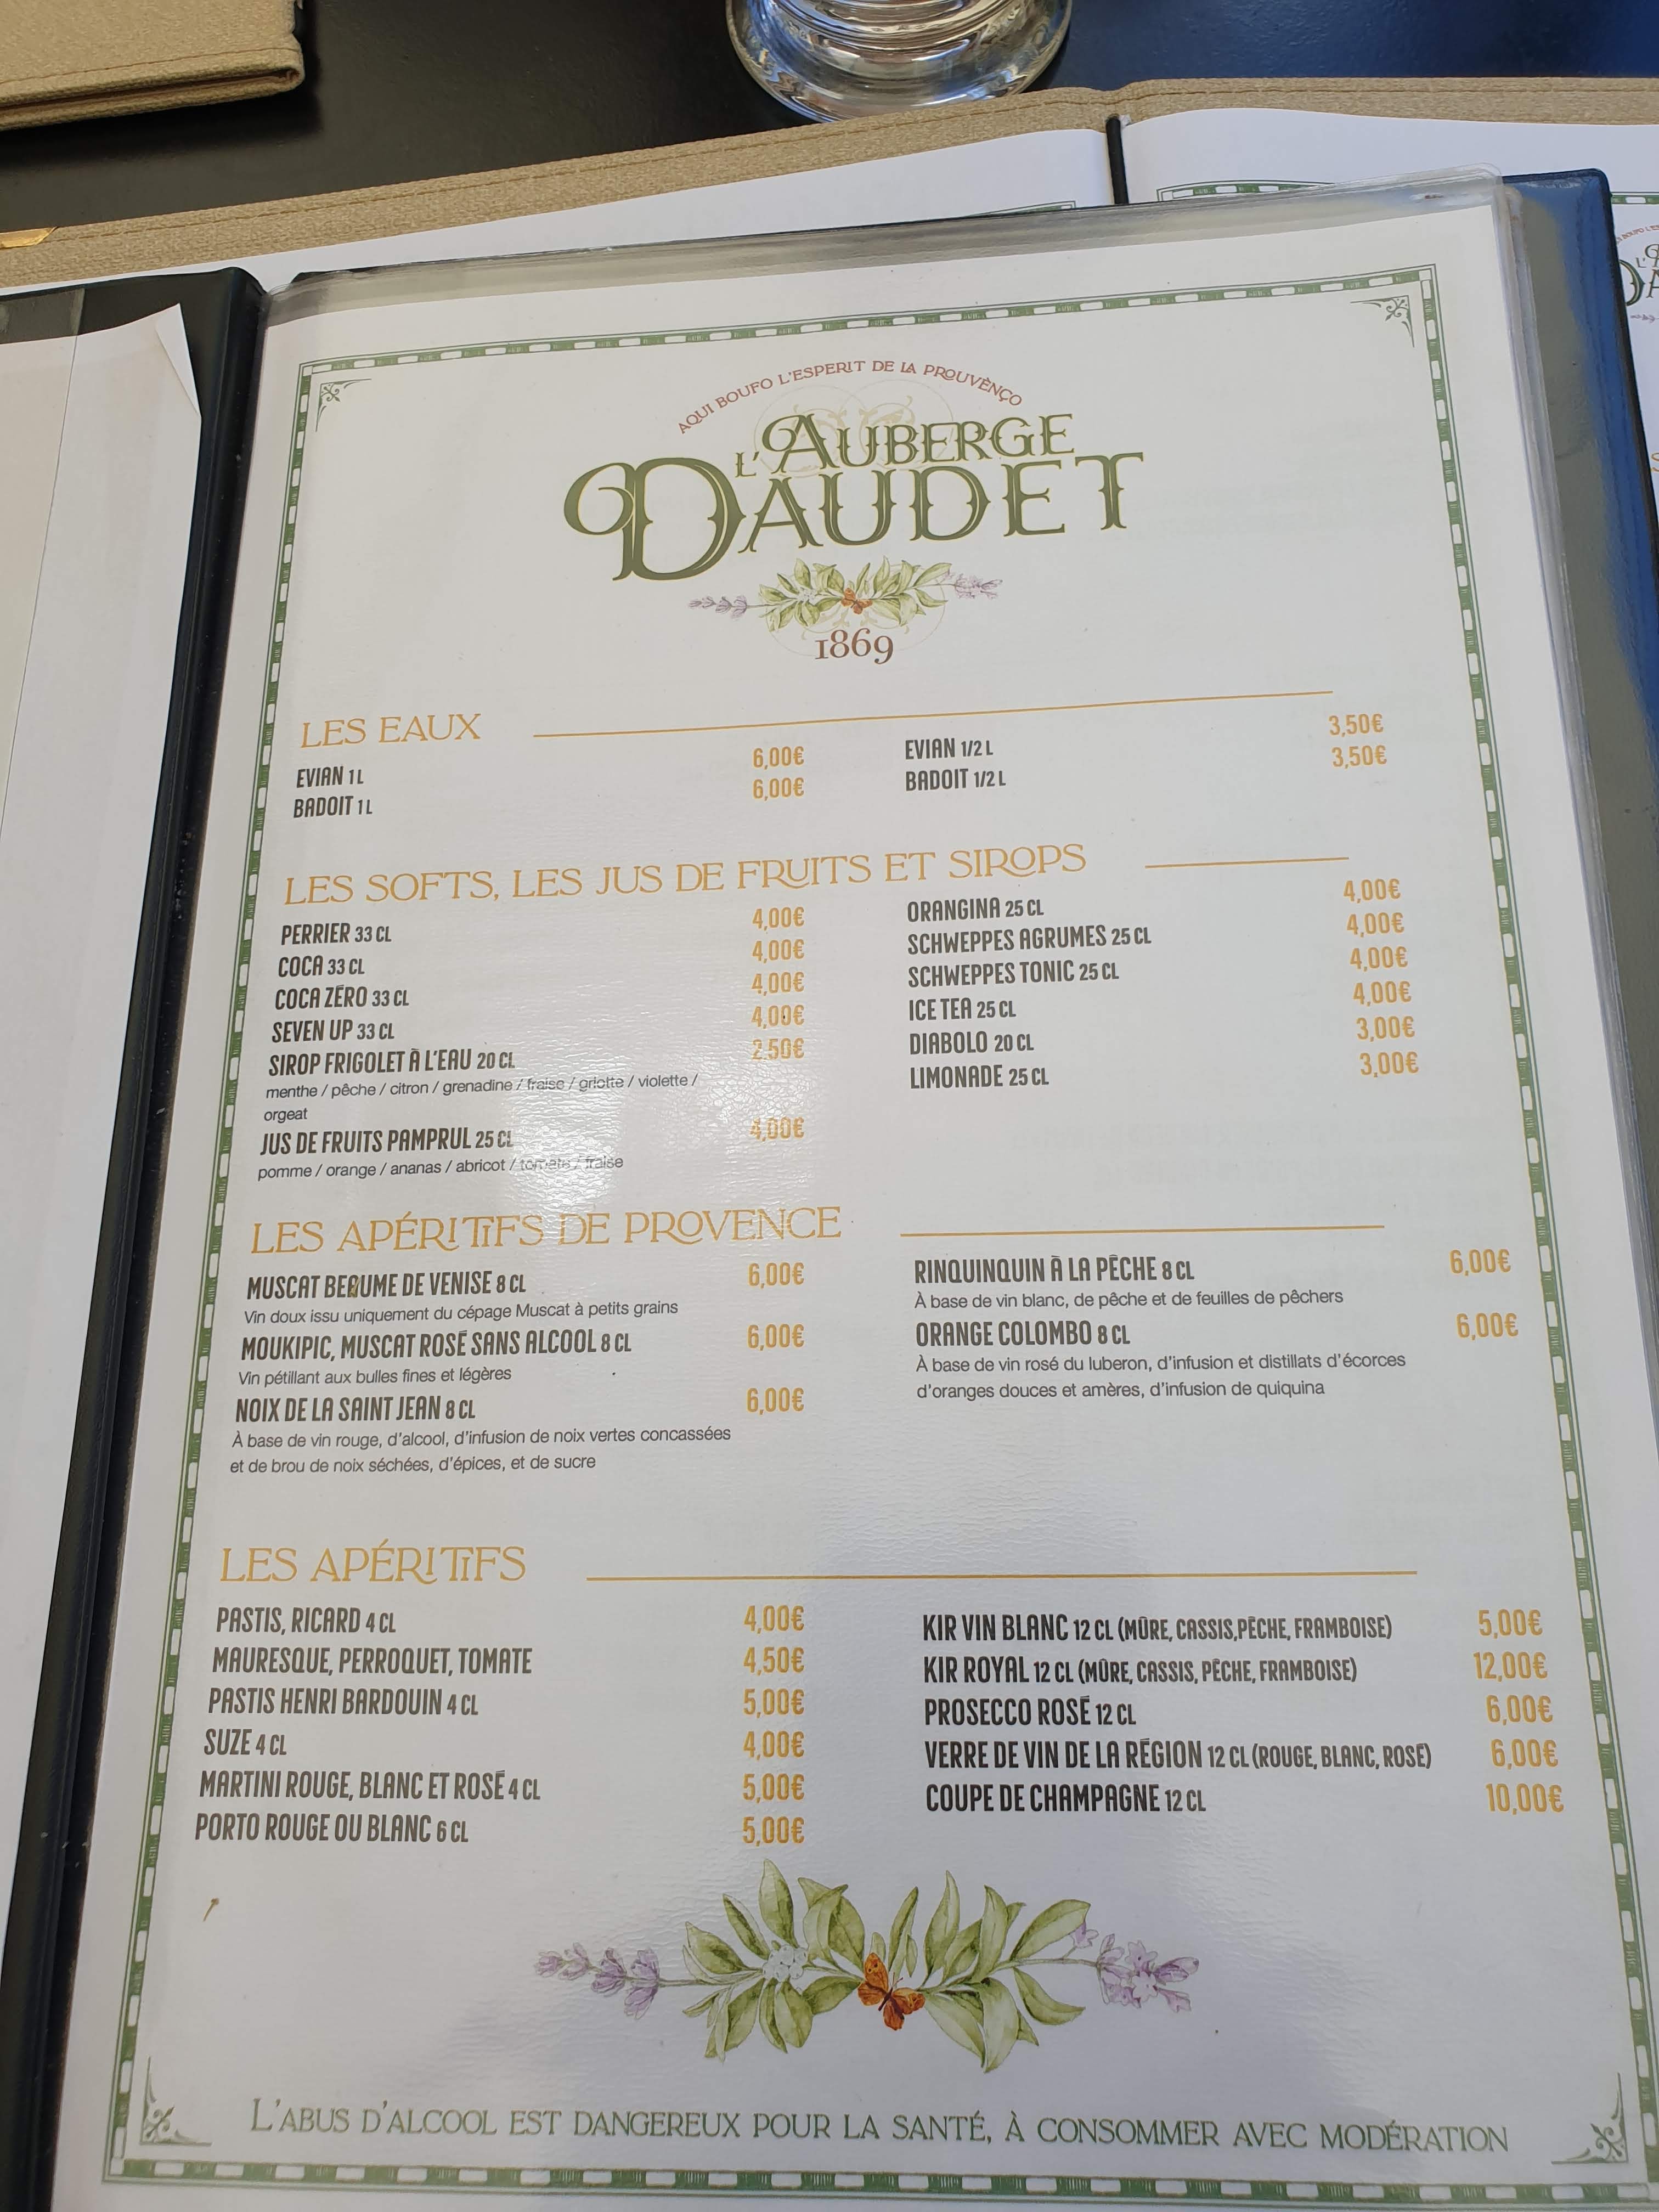 AQUI BOUFO L'ESPERIT DE LA PROUVÈNÇO
L'AUBERGE
DAUDET
1869
LES EAUX
EVIAN 1 L 6,00€
BADOIT 1 L 6,00€
EVIAN 1/2 L 3,50€
BADOIT 1/2 L 3,50€
LES SOFTS, LES JUS DE FRUITS ET SIROPS
PERRIER 33 CL 4,00€
COCA 33 CL 4,00€
COCA ZÉRO 33 CL 4,00€
SEVEN UP 33 CL 4,00€
SIROP FRIGOLET À L'EAU 20 CL 2.50€
menthe / pêche / citron / grenadine / fraise / griotte / violette /
orgeat
JUS DE FRUITS PAMPRUL 25 CL 4,00€
pomme / orange / ananas / abricot / tomate / fraise
ORANGINA 25 CL 4,00€
SCHWEPPES AGRUMES 25 CL 4,00€
SCHWEPPES TONIC 25 CL 4,00€
ICE TEA 25 CL 4,00€
DIABOLO 20 CL 3,00€
LIMONADE 25 CL 3,00€
LES APÉRITIFS DE PROVENCE
MUSCAT BEAUME DE VENISE 8 CL 6,00€
Vin doux issu uniquement du cépage Muscat à petits grains
MOUKIPIC, MUSCAT ROSÉ SANS ALCOOL 8 CL 6,00€
Vin pétillant aux bulles fines et légères
NOIX DE LA SAINT JEAN 8 CL 6,00€
À base de vin rouge, d'alcool, d'infusion de noix vertes concassées
et de brou de noix séchées, d'épices, et de sucre
RINQUINQUIN À LA PÊCHE 8 CL 6,00€
À base de vin blanc, de pêche et de feuilles de pêchers
ORANGE COLOMBO 8 CL 6,00€
À base de vin rosé du luberon, d'infusion et distillats d'écorces
d'oranges douces et amères, d'infusion de quiquina
LES APÉRITIFS
PASTIS, RICARD 4 CL 4,00€
MAURESQUE, PERROQUET, TOMATE 4,50€
PASTIS HENRI BARDOUIN 4 CL 5,00€
SUZE 4 CL 4,00€
MARTINI ROUGE, BLANC ET ROSÉ 4 CL 5,00€
PORTO ROUGE OU BLANC 6 CL 5,00€
KIR VIN BLANC 12 CL (MÛRE, CASSIS,PÊCHE, FRAMBOISE) 5,00€
KIR ROYAL 12 CL (MÛRE, CASSIS, PÊCHE, FRAMBOISE) 12,00€
PROSECCO ROSÉ 12 CL 6,00€
VERRE DE VIN DE LA RÉGION 12 CL (ROUGE, BLANC, ROSÉ) 6,00€
COUPE DE CHAMPAGNE 12 CL 10,00€
L'ABUS D'ALCOOL EST DANGEREUX POUR LA SANTÉ, À CONSOMMER AVEC MODÉRATION